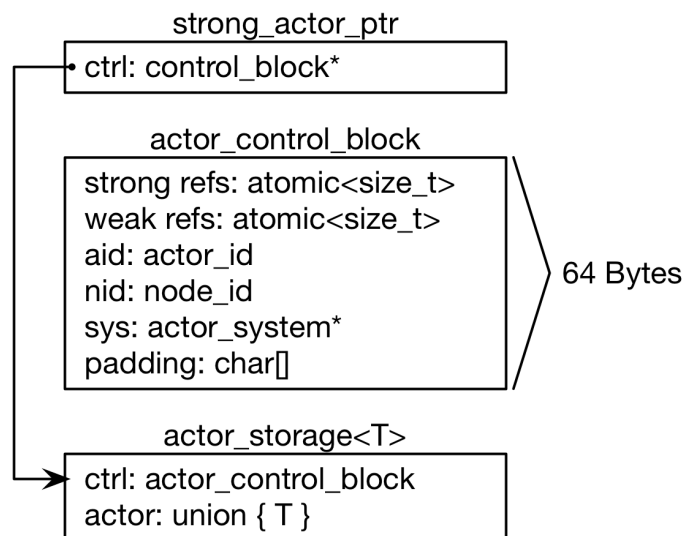 strong_actor_ptr
ctrl: control_block*
actor_control_block
strong refs: atomic<size_t>
weak refs: atomic<size_t>
aid: actor_id
nid: node_id
sys: actor_system*
padding: char[]
64 Bytes
actor_storage<T>
ctrl: actor_control_block
actor: union { T }